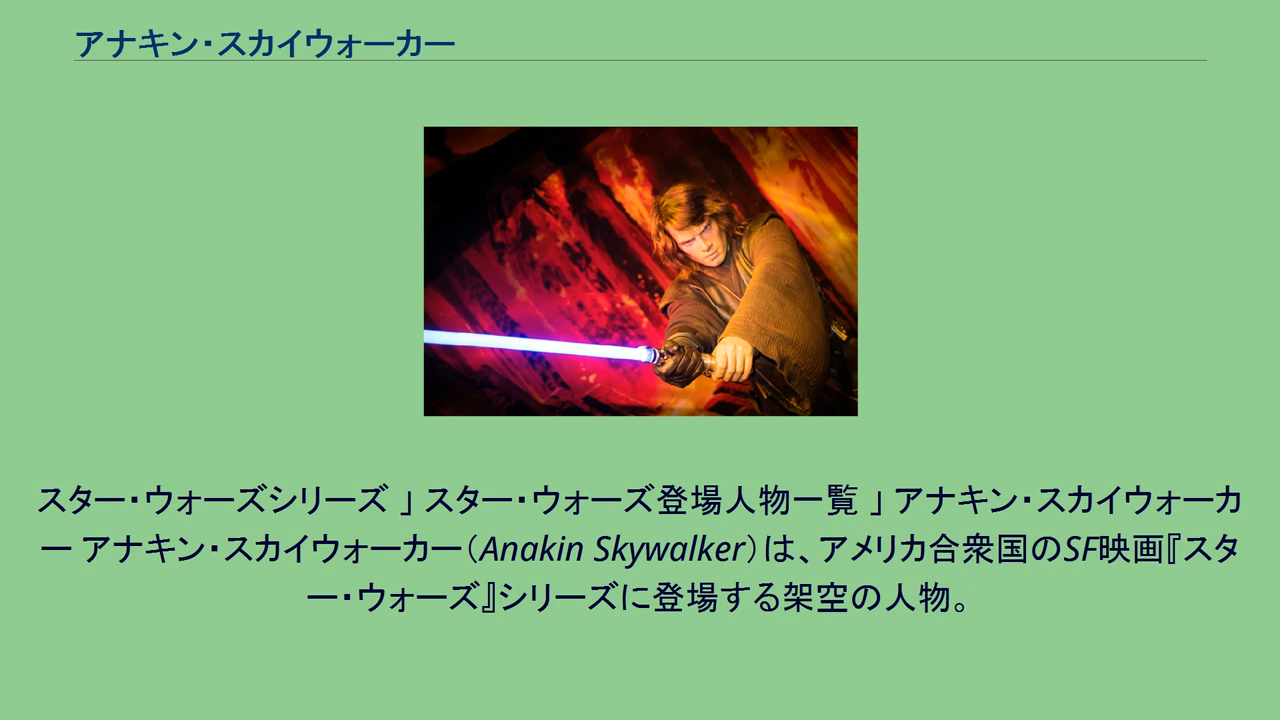 アナキン・スカイウォーカー
スター・ウォーズシリーズ 」 スター・ウォーズ登場人物一覧 」 アナキン・スカイウォーカ
ー アナキン・スカイウォーカー（Anakin Skywalker）は、アメリカ合衆国のSF映画『スタ
ー・ウォーズ』シリーズに登場する架空の人物。